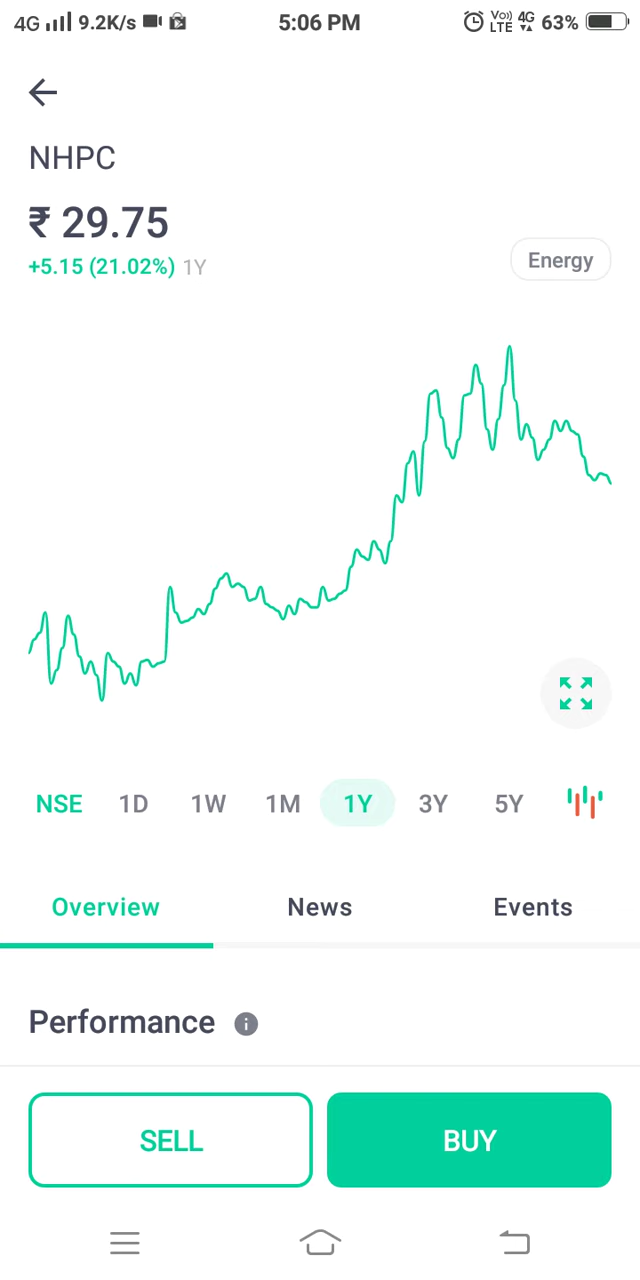 4G 9.2K/s 5:06 PM Vo) LTE 4G 63%
NHPC
₹ 29.75
+5.15 (21.02%) 1Y
Energy
NSE 1D 1W 1M 1Y 3Y 5Y
Overview News Events
Performance
SELL BUY